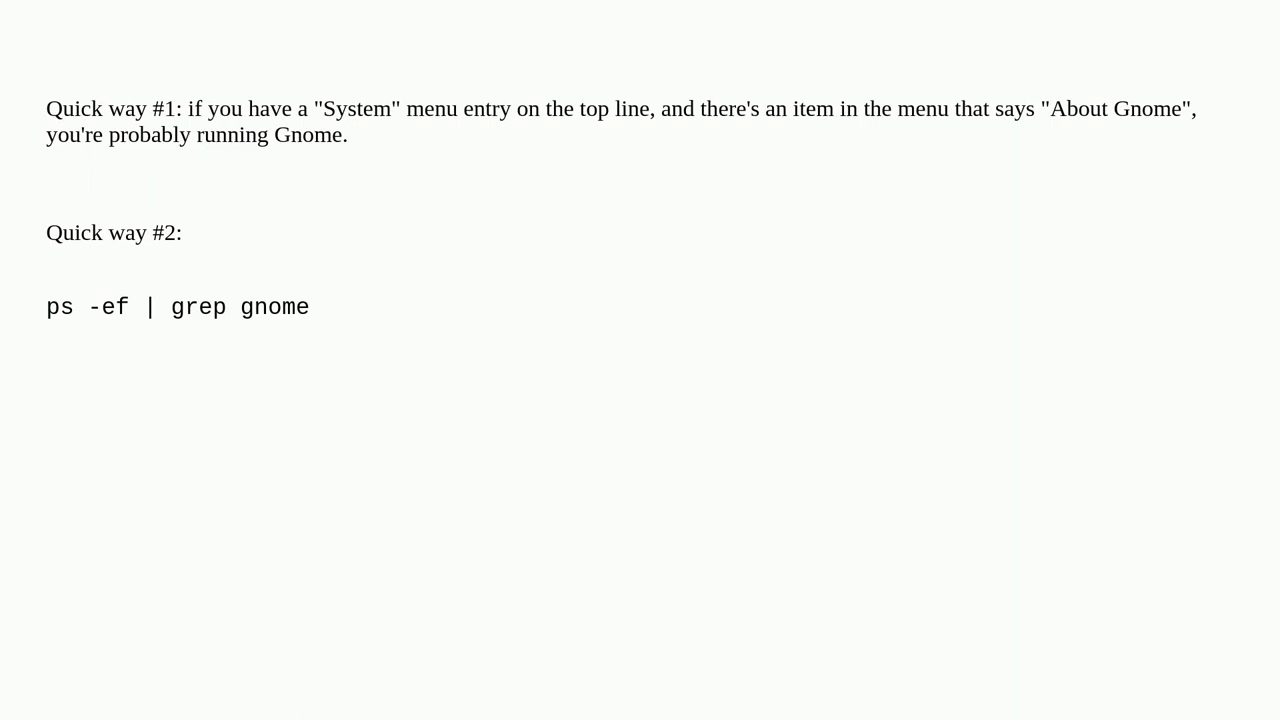 Quick way #1: if you have a "System" menu entry on the top line, and there's an item in the menu that says "About Gnome",
you're probably running Gnome.
Quick way #2:
ps -ef | grep gnome